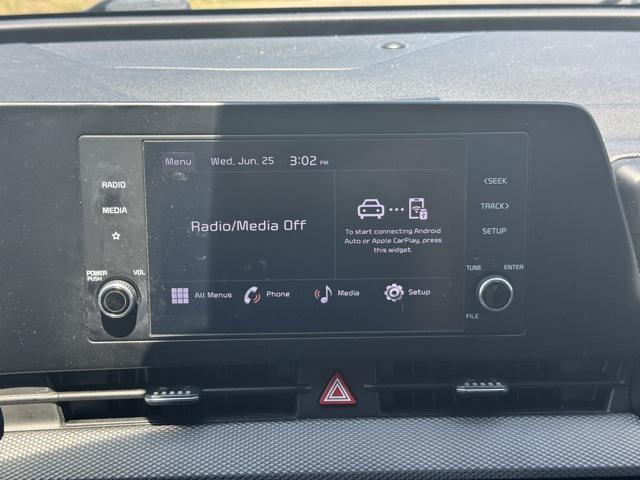 Menu Wed, Jun. 25 3:02 PM
RADIO
MEDIA
☆
POWER
PUSH
VOL
Radio/Media Off
To start connecting Android
Auto or Apple CarPlay, press
this widget.
All Menus Phone Media Setup
<SEEK
TRACK>
SETUP
TUNE ENTER
FILE